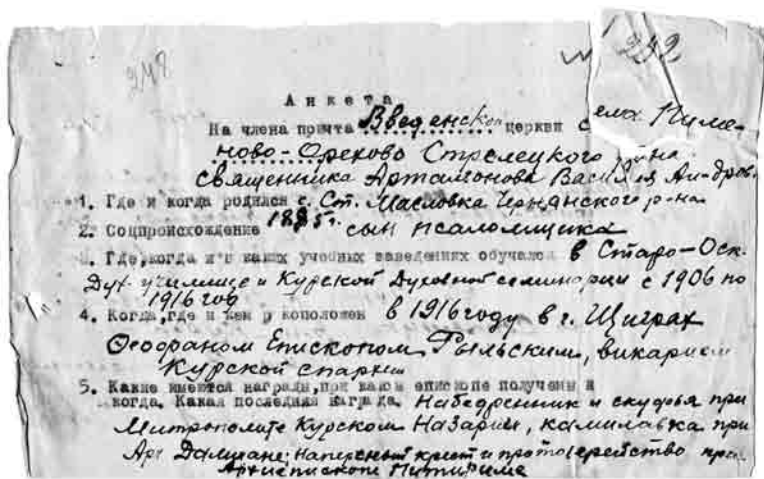 248
№ 232
Анкета
На члена причта Введенской церкви села Пиме-
ново-Орехово Стрелецкого р-на
священника Артамонова Василия Андров.
1. Где и когда родился с. Ст. Масловка Чернянского р-на
2. Соцпроисхождение 1895г. сын псаломщика
3. Где, когда и в каких учебных заведениях обучался в Старо-Оск.
Дух. училище и Курской Духовной семинарии с 1906 по
1916 год
4. Когда, где и кем рукоположен в 1916 году в г. Щиграх
Феофаном Епископом Рыльским, викарием
Курской епархии
5. Какие имеются награды, при каком епископе получены и
когда. Какая последняя награда. Набедренник и скуфья при
Митрополите Курском Назарии, камилавка при
Арх. Дамиане; наперсный крест и протоиерейство при
Архиепископе Питириме